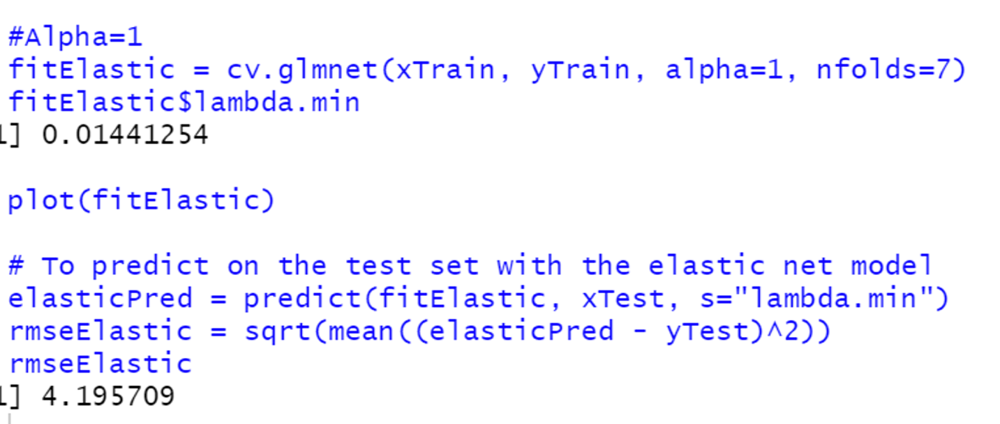 #Alpha=1
fitElastic = cv.glmnet(xTrain, yTrain, alpha=1, nfolds=7)
fitElastic$lambda.min
1] 0.01441254
plot(fitElastic)
# To predict on the test set with the elastic net model
elasticPred = predict(fitElastic, xTest, s="lambda.min")
rmseElastic = sqrt(mean((elasticPred - yTest)^2))
rmseElastic
1] 4.195709